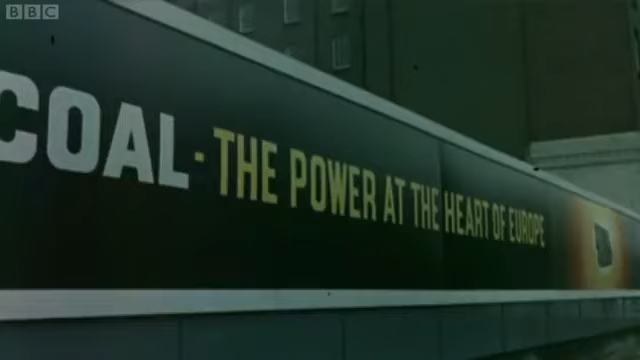 BBC
COAL · THE POWER AT THE HEART OF EUROPE